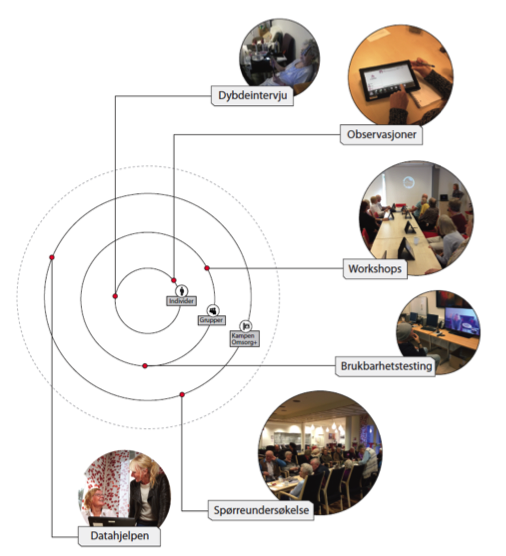 Dybdeintervju
Observasjoner
Workshops
Individer
Grupper
Kampen
Omsorg+
Brukbarhetstesting
Spørreundersøkelse
Datahjelpen